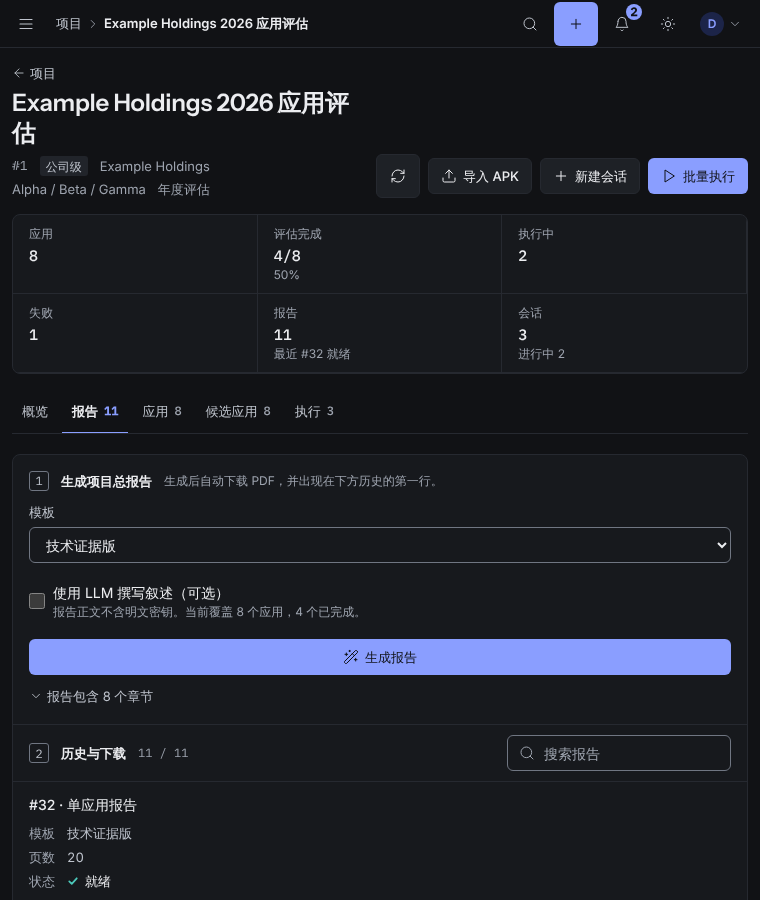 项目 > Example Holdings 2026 应用评估
2
D
← 项目
Example Holdings 2026 应用评
估
#1 公司级 Example Holdings
Alpha / Beta / Gamma 年度评估
导入 APK
新建会话
批量执行
应用
8
评估完成
4/8
50%
执行中
2
失败
1
报告
11
最近 #32 就绪
会话
3
进行中 2
概览 报告 11 应用 8 候选应用 8 执行 3
1 生成项目总报告 生成后自动下载 PDF，并出现在下方历史的第一行。
模板
技术证据版
使用 LLM 撰写叙述（可选）
报告正文不含明文密钥。当前覆盖 8 个应用，4 个已完成。
生成报告
报告包含 8 个章节
2 历史与下载 11 / 11
搜索报告
#32 · 单应用报告
模板 技术证据版
页数 20
状态 就绪